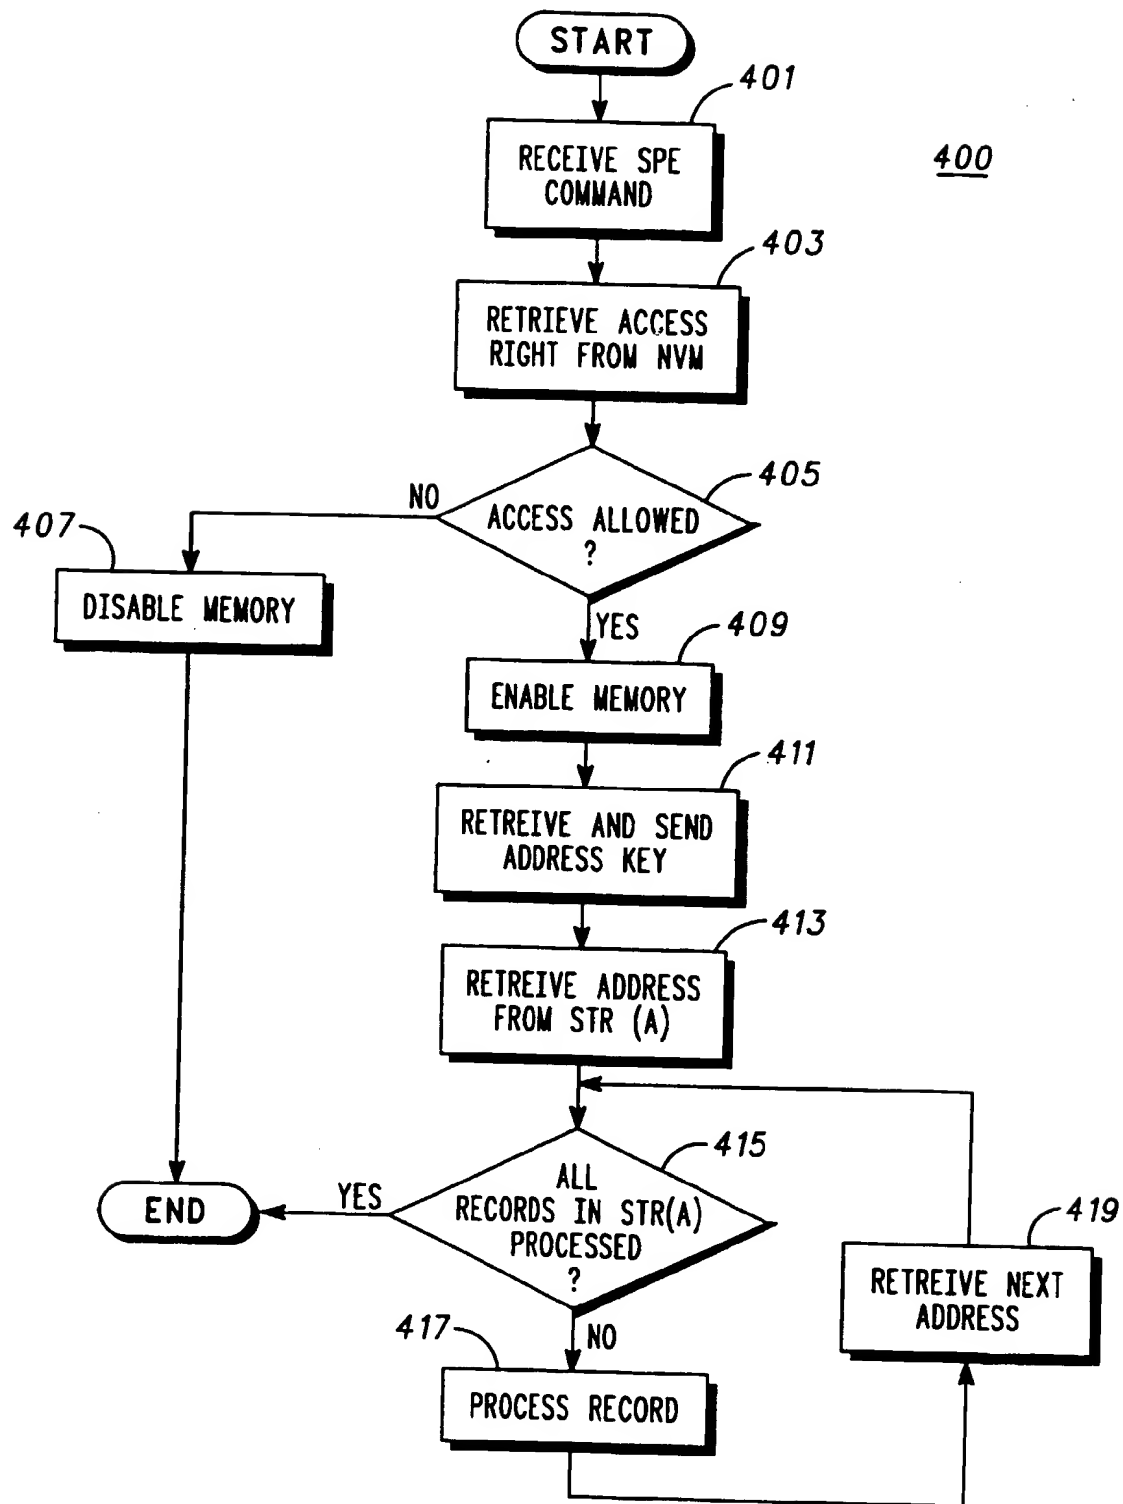 START
401
RECEIVE SPE
COMMAND
400
403
RETRIEVE ACCESS
RIGHT FROM NVM
405
NO
ACCESS ALLOWED
?
407
DISABLE MEMORY
YES
409
ENABLE MEMORY
411
RETREIVE AND SEND
ADDRESS KEY
413
RETREIVE ADDRESS
FROM STR (A)
415
ALL
RECORDS IN STR(A)
PROCESSED
?
YES
END
419
RETREIVE NEXT
ADDRESS
NO
417
PROCESS RECORD